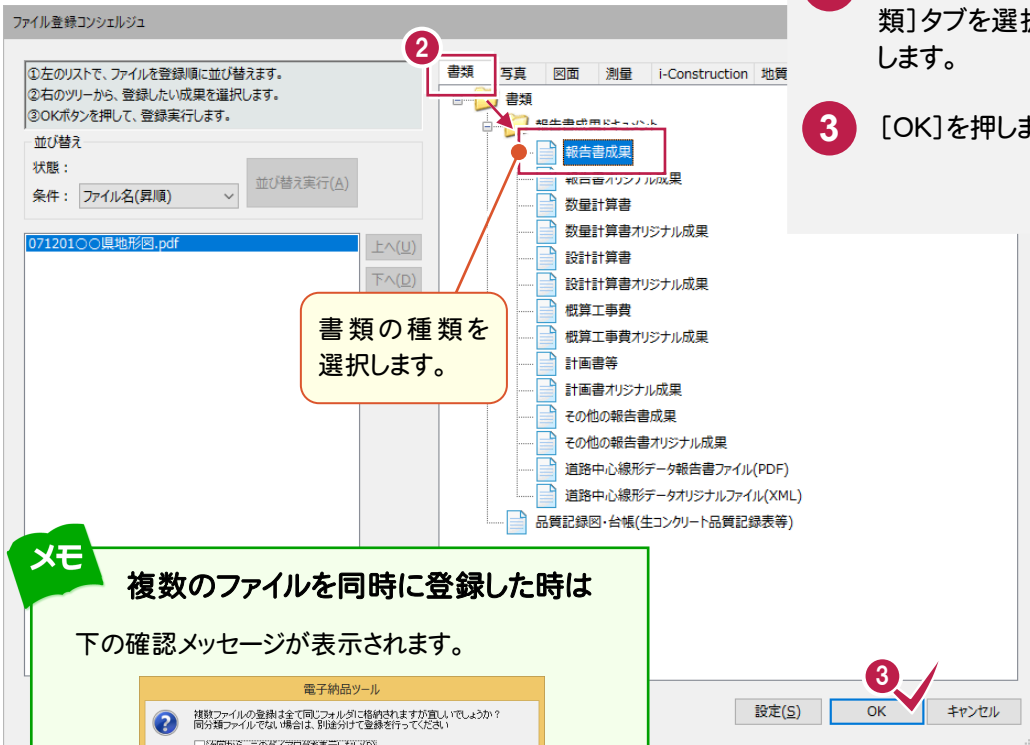 ファイル登録コンシェルジュ
①左のリストで、ファイルを登録順に並び替えます。
②右のツリーから、登録したい成果を選択します。
③OKボタンを押して、登録実行します。
並び替え
状態：
条件： ファイル名(昇順)
並び替え実行(A)
071201○○県地形図.pdf
上へ(U)
下へ(D)
2
書類 写真 図面 測量 i-Construction 地質
書類
報告書成果ドキュメント
報告書成果
報告書オリジナル成果
数量計算書
数量計算書オリジナル成果
設計計算書
設計計算書オリジナル成果
概算工事費
概算工事費オリジナル成果
計画書等
計画書オリジナル成果
その他の報告書成果
その他の報告書オリジナル成果
道路中心線形データ報告書ファイル(PDF)
道路中心線形データオリジナルファイル(XML)
品質記録図・台帳(生コンクリート品質記録表等)
書類の種類を
選択します。
類]タブを選択
します。
3
[OK]を押しま
メモ
複数のファイルを同時に登録した時は
下の確認メッセージが表示されます。
電子納品ツール
複数ファイルの登録は全て同じフォルダに格納されますが宜しいでしょうか？
同分類ファイルでない場合は、別途分けて登録を行ってください
3
設定(S)
OK
キャンセル